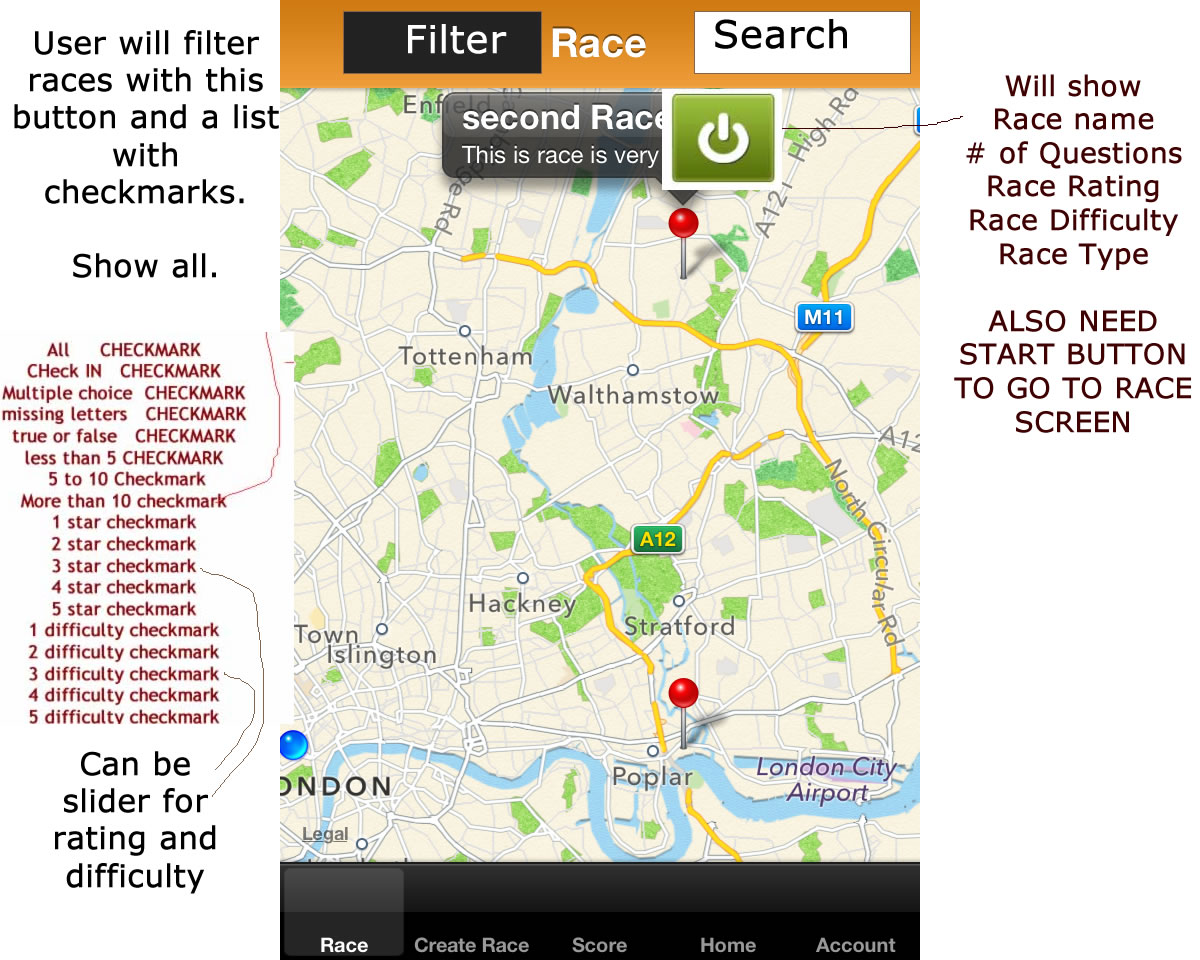 User will filter
races with this
button and a list
with
checkmarks.
Show all.
All CHECKMARK
CHeck IN CHECKMARK
Multiple choice CHECKMARK
missing letters CHECKMARK
true or false CHECKMARK
less than 5 CHECKMARK
5 to 10 Checkmark
More than 10 checkmark
1 star checkmark
2 star checkmark
3 star checkmark
4 star checkmark
5 star checkmark
1 difficulty checkmark
2 difficulty checkmark
3 difficulty checkmark
4 difficulty checkmark
5 difficulty checkmark
Can be
slider for
rating and
difficulty
Filter Race Search
Enfield
second Race
This is race is very
A121 - High Rd
M11
Tottenham
Walthamstow
A12
North Circular Rd
A12
Hackney
Stratford
Town
Islington
Poplar
London City
Airport
ONDON
Legal
Race Create Race Score Home Account
Will show
Race name
# of Questions
Race Rating
Race Difficulty
Race Type
ALSO NEED
START BUTTON
TO GO TO RACE
SCREEN